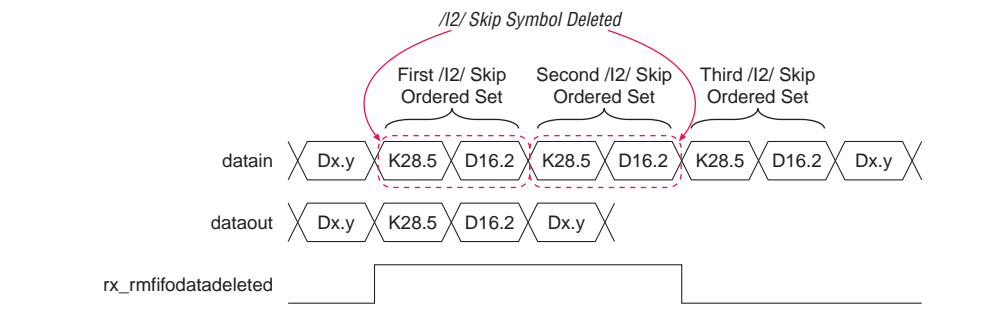 /I2/ Skip Symbol Deleted
First /I2/ Skip
Ordered Set
Second /I2/ Skip
Ordered Set
Third /I2/ Skip
Ordered Set
datain Dx.y K28.5 D16.2 K28.5 D16.2 K28.5 D16.2 Dx.y
dataout Dx.y K28.5 D16.2 Dx.y
rx_rmfifodatadeleted